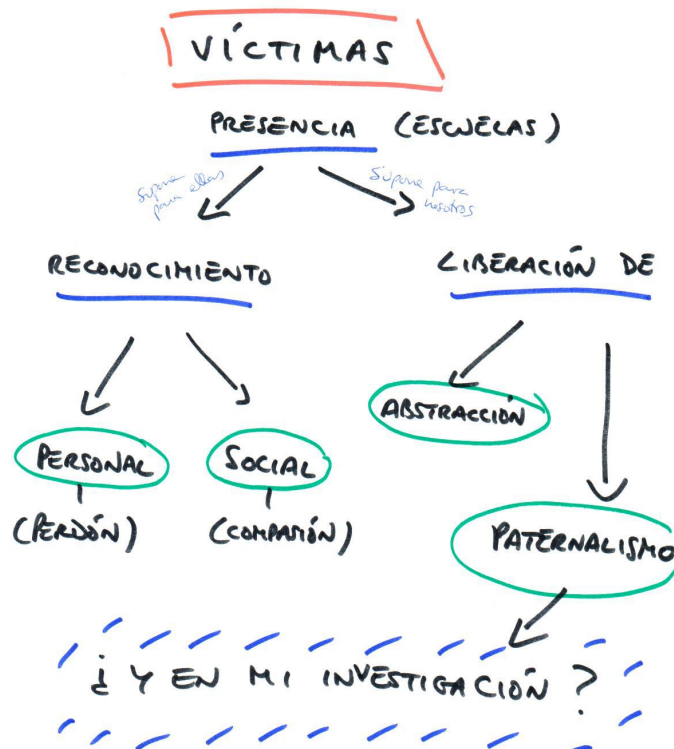 VÍCTIMAS
PRESENCIA (ESCUELAS)
supone
para ellas
Supone para
nosotros
RECONOCIMIENTO
LIBERACIÓN DE
ABSTRACCIÓN
PERSONAL
SOCIAL
(PERDÓN)
(COMPASIÓN)
PATERNALISMO
¿Y EN MI INVESTIGACIÓN?